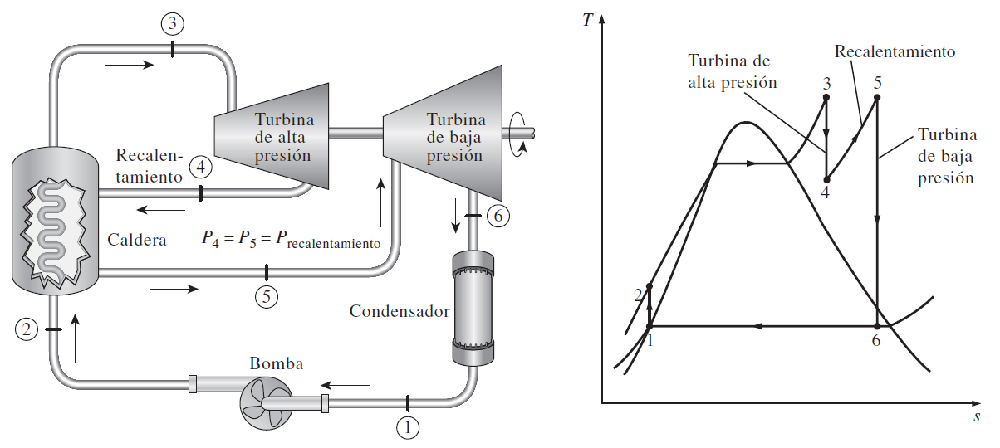 3
Turbina
de alta
presión
Turbina
de baja
presión
Recalen-
tamiento
4
6
Caldera
P4 = P5 = Precalentamiento
5
Condensador
2
Bomba
1
T
Turbina de
alta presión
Recalentamiento
3
5
Turbina
de baja
presión
4
2
1
6
s